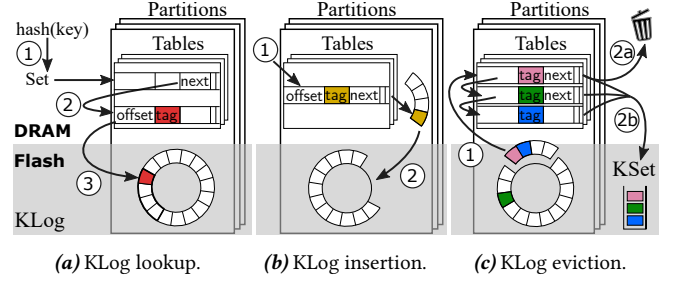 Partitions
Tables
hash(key)
1
Set
next
2
offset tag
DRAM
Flash
3
KLog
(a) KLog lookup.
Partitions
Tables
1
offset tag next
2
(b) KLog insertion.
Partitions
Tables
2a
tag next
tag next
tag
2b
1
KSet
(c) KLog eviction.